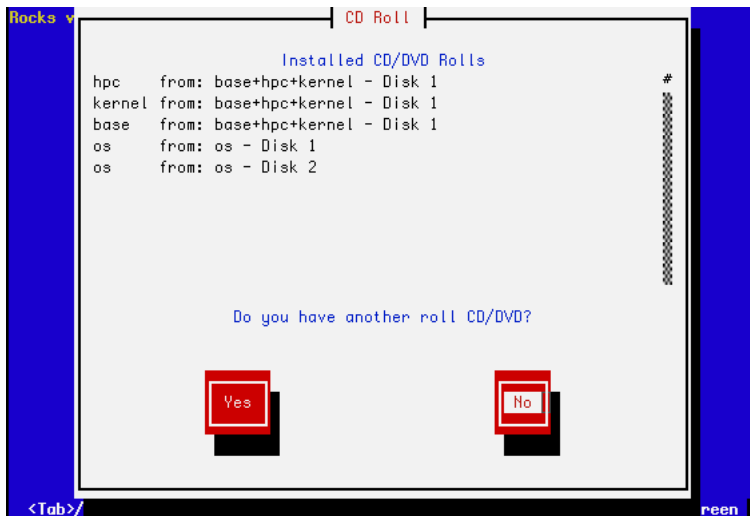 Rocks v
CD Roll
Installed CD/DVD Rolls
hpc from: base+hpc+kernel - Disk 1 #
kernel from: base+hpc+kernel - Disk 1
base from: base+hpc+kernel - Disk 1
os from: os - Disk 1
os from: os - Disk 2
Do you have another roll CD/DVD?
Yes No
<Tab>/ reen